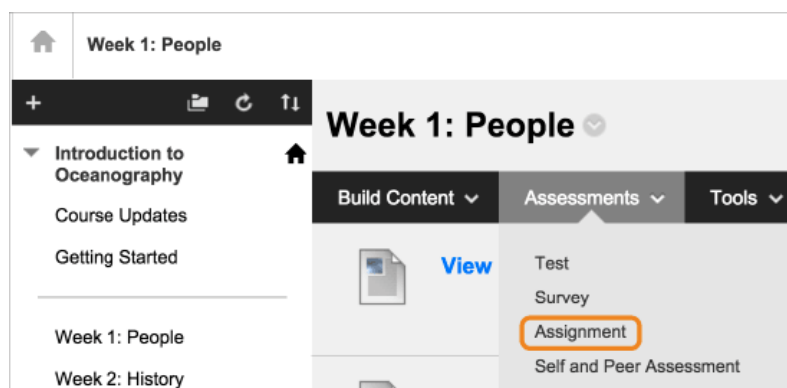 Week 1: People
+
Introduction to
Oceanography
Course Updates
Getting Started
Week 1: People
Week 2: History
Week 1: People
Build Content
Assessments
Tools
View
Test
Survey
Assignment
Self and Peer Assessment